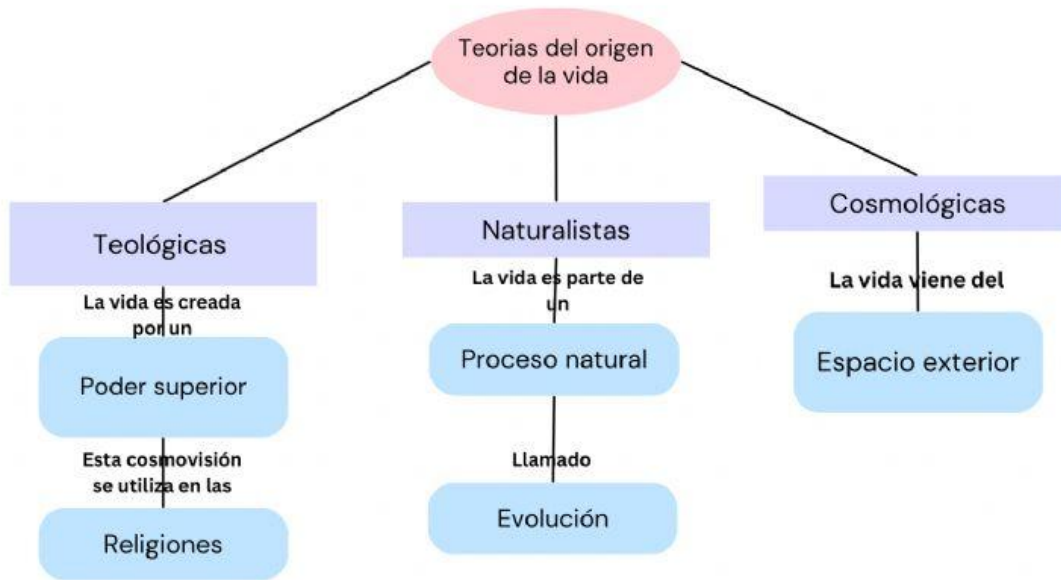 Teorias del origen
de la vida
Teológicas
La vida es creada
por un
Poder superior
Esta cosmovisión
se utiliza en las
Religiones
Naturalistas
La vida es parte de
un
Proceso natural
Llamado
Evolución
Cosmológicas
La vida viene del
Espacio exterior